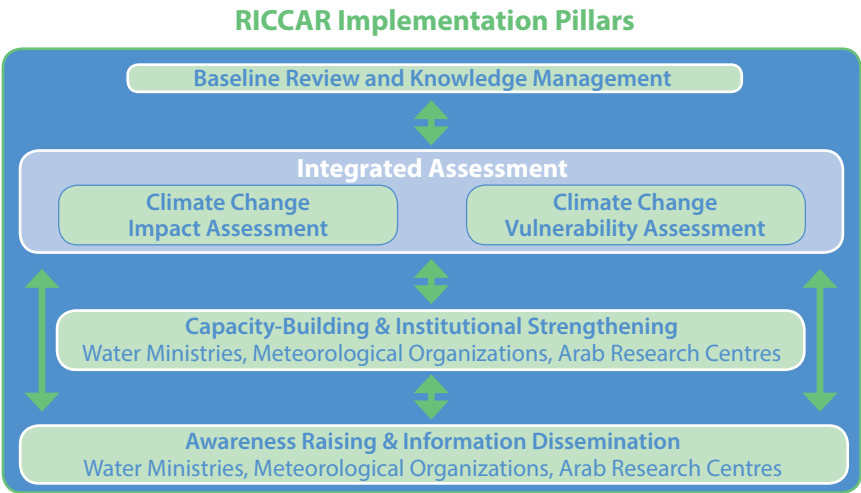 RICCAR Implementation Pillars
Baseline Review and Knowledge Management
Integrated Assessment
Climate Change
Impact Assessment
Climate Change
Vulnerability Assessment
Capacity-Building & Institutional Strengthening
Water Ministries, Meteorological Organizations, Arab Research Centres
Awareness Raising & Information Dissemination
Water Ministries, Meteorological Organizations, Arab Research Centres